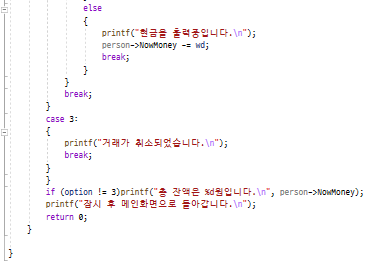 else
{
printf("현금을 출력중입니다.\n");
person->NowMoney -= wd;
break;
}
}
break;
}
case 3:
{
printf("거래가 취소되었습니다.\n");
break;
}
}
if (option != 3)printf("총 잔액은 %d원입니다.\n", person->NowMoney);
printf("잠시 후 메인화면으로 돌아갑니다.\n");
return 0;
}
}